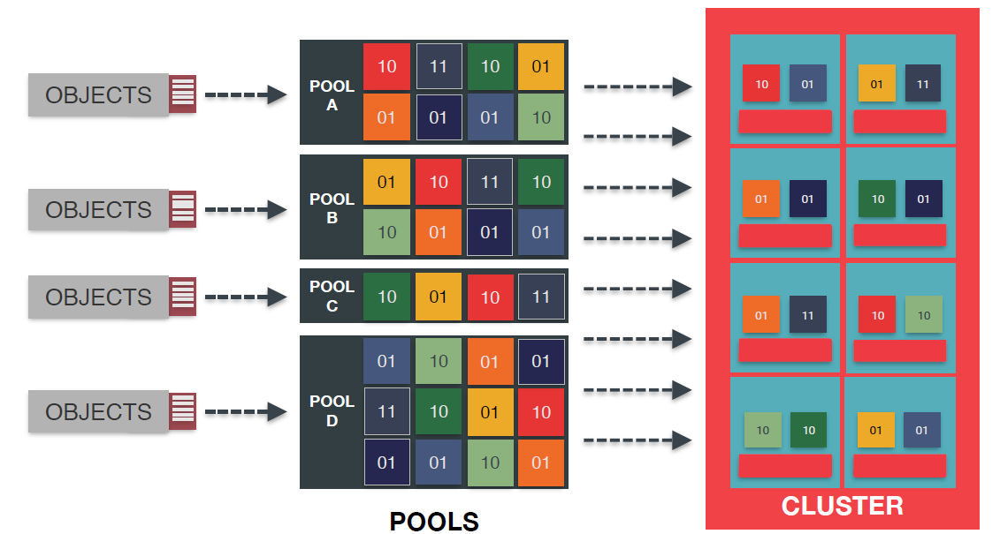 OBJECTS
OBJECTS
OBJECTS
OBJECTS
POOL
A
10 11 10 01
01 01 01 10
POOL
B
01 10 11 10
10 01 01 01
POOL
C
10 01 10 11
POOL
D
01 10 01 01
11 10 01 10
01 01 10 01
POOLS
10 01 01 11
01 01 10 01
01 11 10 10
10 10 01 01
CLUSTER